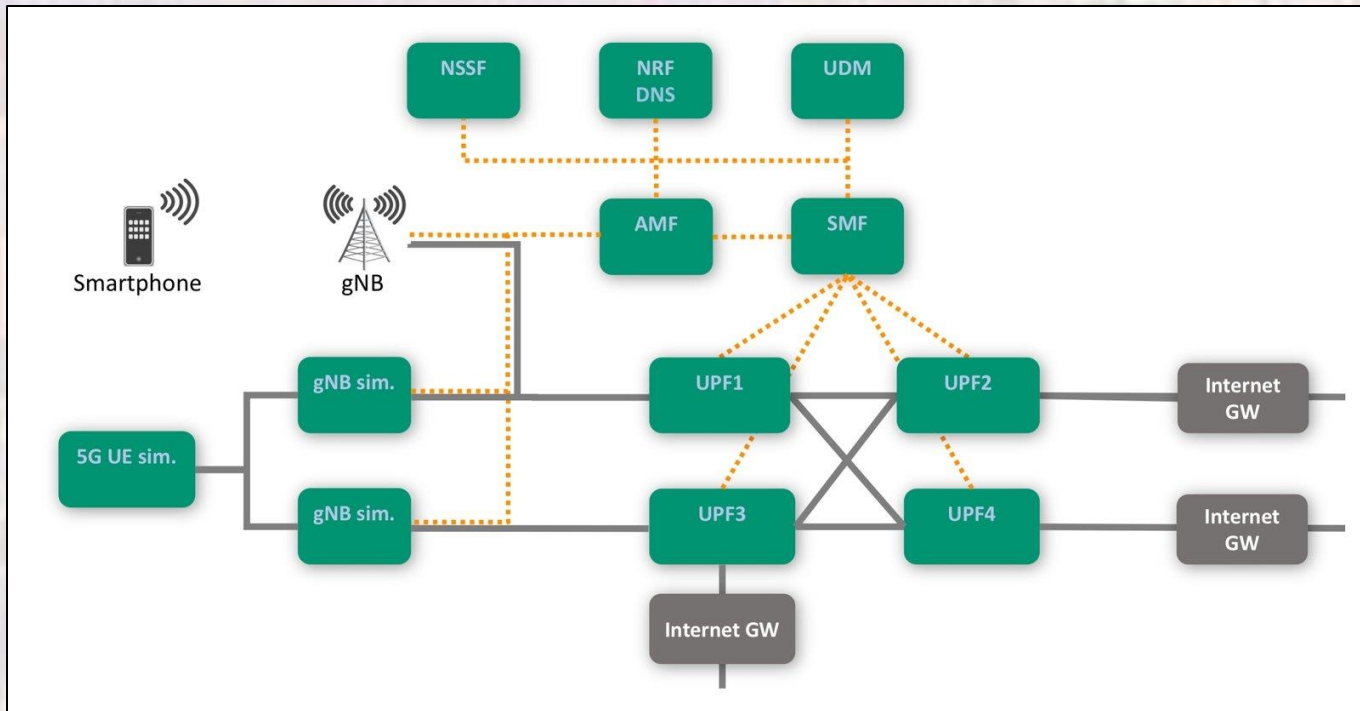 NSSF
NRF
DNS
UDM
AMF
SMF
Smartphone
gNB
gNB sim.
UPF1
UPF2
Internet
GW
5G UE sim.
gNB sim.
UPF3
UPF4
Internet
GW
Internet GW